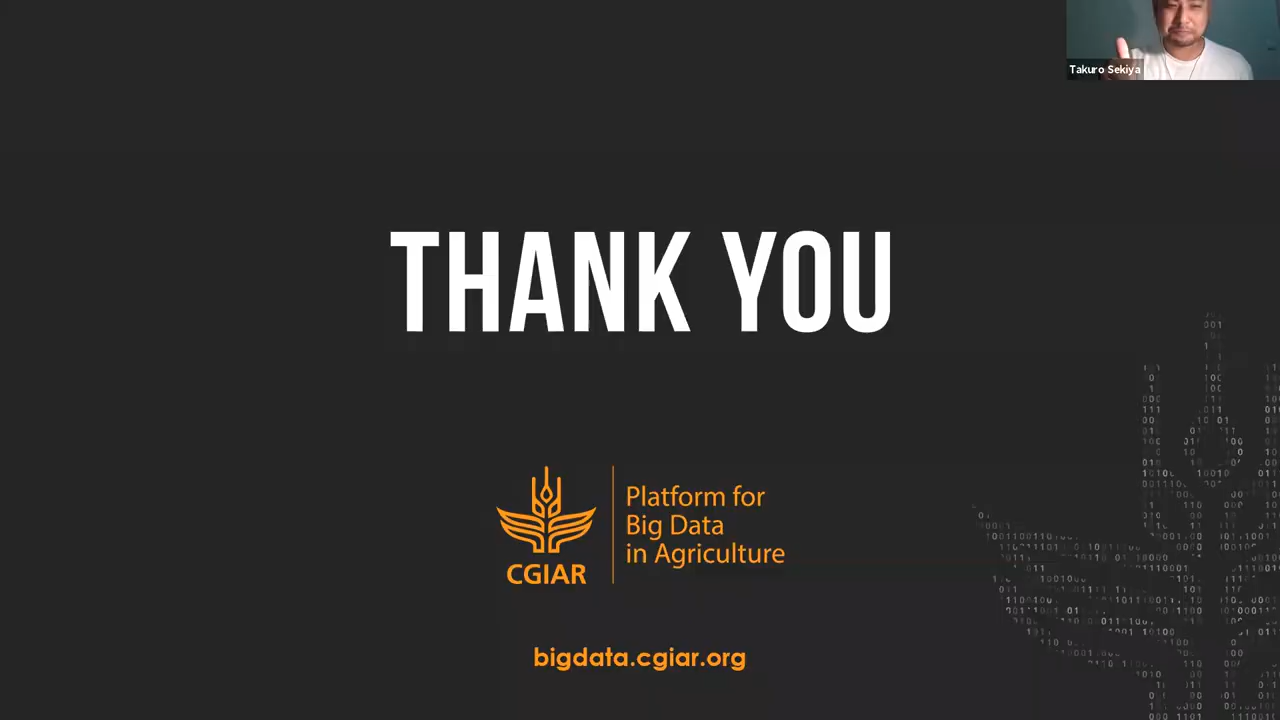 Takuro Sekiya
THANK YOU
Platform for
Big Data
in Agriculture
CGIAR
bigdata.cgiar.org